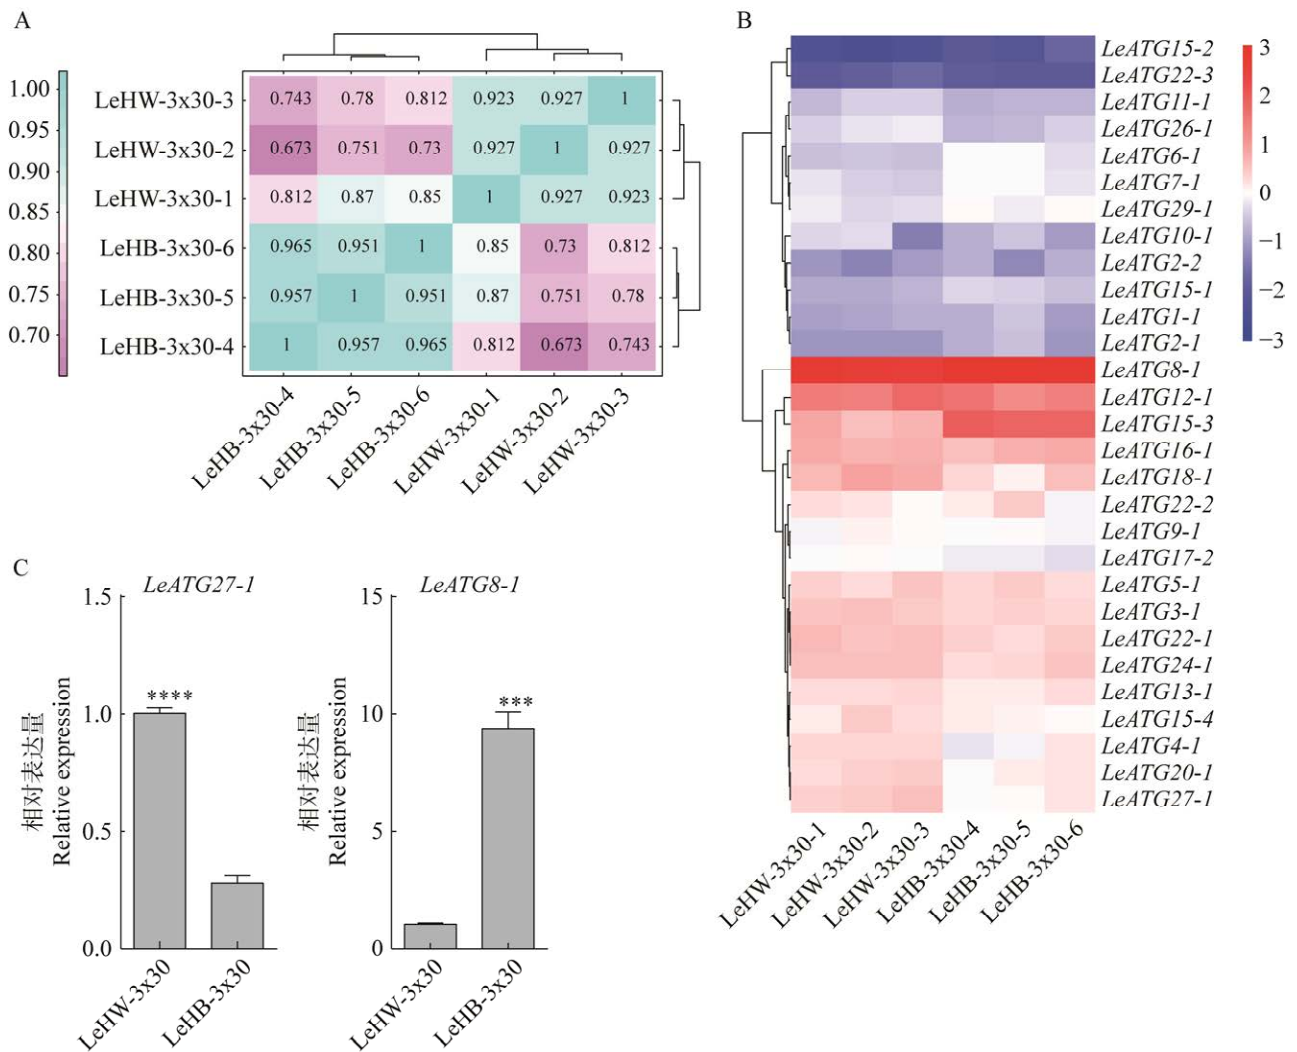 A
1.00
0.95
0.90
0.85
0.80
0.75
0.70
LeHW-3x30-3 0.743 0.78 0.812 0.923 0.927 1
LeHW-3x30-2 0.673 0.751 0.73 0.927 1 0.927
LeHW-3x30-1 0.812 0.87 0.85 1 0.927 0.923
LeHB-3x30-6 0.965 0.951 1 0.85 0.73 0.812
LeHB-3x30-5 0.957 1 0.951 0.87 0.751 0.78
LeHB-3x30-4 1 0.957 0.965 0.812 0.673 0.743
LeHB-3x30-4
LeHB-3x30-5
LeHB-3x30-6
LeHW-3x30-1
LeHW-3x30-2
LeHW-3x30-3
B
LeATG15-2
LeATG22-3
LeATG11-1
LeATG26-1
LeATG6-1
LeATG7-1
LeATG29-1
LeATG10-1
LeATG2-2
LeATG15-1
LeATG1-1
LeATG2-1
LeATG8-1
LeATG12-1
LeATG15-3
LeATG16-1
LeATG18-1
LeATG22-2
LeATG9-1
LeATG17-2
LeATG5-1
LeATG3-1
LeATG22-1
LeATG24-1
LeATG13-1
LeATG15-4
LeATG4-1
LeATG20-1
LeATG27-1
3
2
1
0
−1
−2
−3
LeHW-3x30-1
LeHW-3x30-2
LeHW-3x30-3
LeHB-3x30-4
LeHB-3x30-5
LeHB-3x30-6
C
LeATG27-1
相对表达量
Relative expression
1.5
1.0
0.5
0.0
****
LeHW-3x30
LeHB-3x30
LeATG8-1
相对表达量
Relative expression
15
10
5
0
***
LeHW-3x30
LeHB-3x30